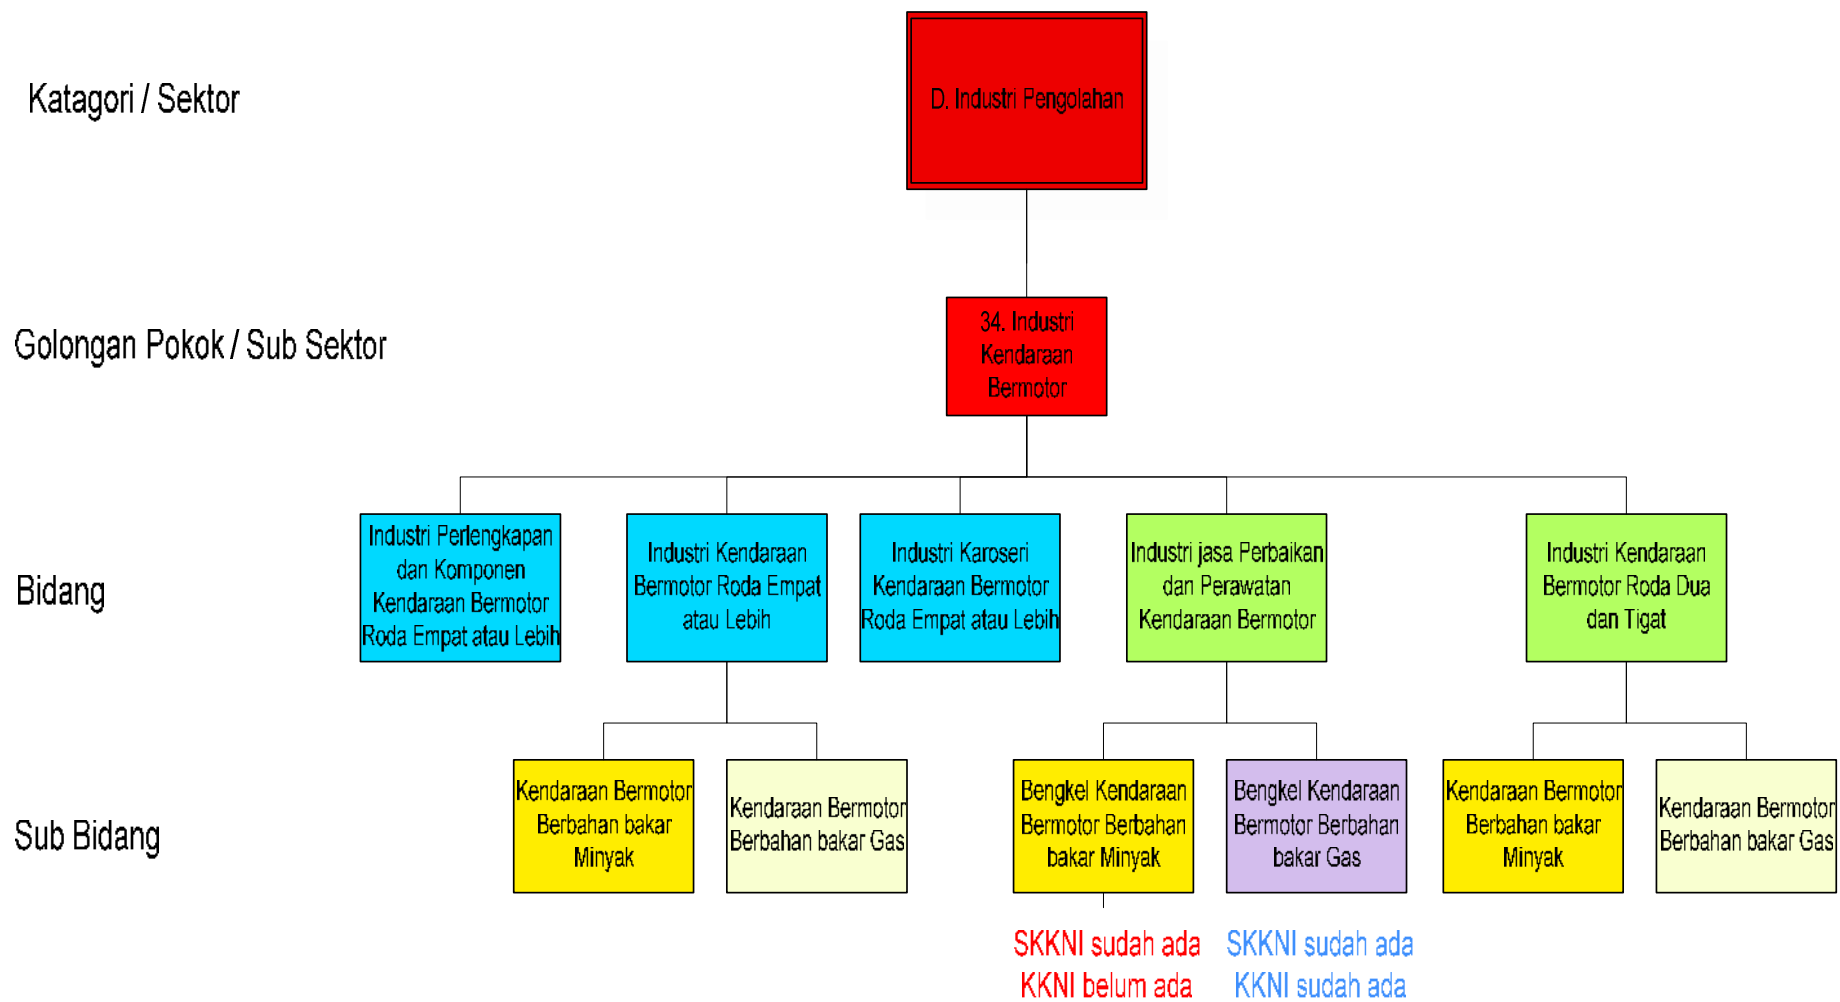 Katagori / Sektor
D. Industri Pengolahan
Golongan Pokok / Sub Sektor
34. Industri
Kendaraan
Bermotor
Bidang
Industri Perlengkapan
dan Komponen
Kendaraan Bermotor
Roda Empat atau Lebih
Industri Kendaraan
Bermotor Roda Empat
atau Lebih
Industri Karoseri
Kendaraan Bermotor
Roda Empat atau Lebih
Industri jasa Perbaikan
dan Perawatan
Kendaraan Bermotor
Industri Kendaraan
Bermotor Roda Dua
dan Tigat
Sub Bidang
Kendaraan Bermotor
Berbahan bakar
Minyak
Kendaraan Bermotor
Berbahan bakar Gas
Bengkel Kendaraan
Bermotor Berbahan
bakar Minyak
Bengkel Kendaraan
Bermotor Berbahan
bakar Gas
Kendaraan Bermotor
Berbahan bakar
Minyak
Kendaraan Bermotor
Berbahan bakar Gas
SKKNI sudah ada
KKNI belum ada
SKKNI sudah ada
KKNI sudah ada